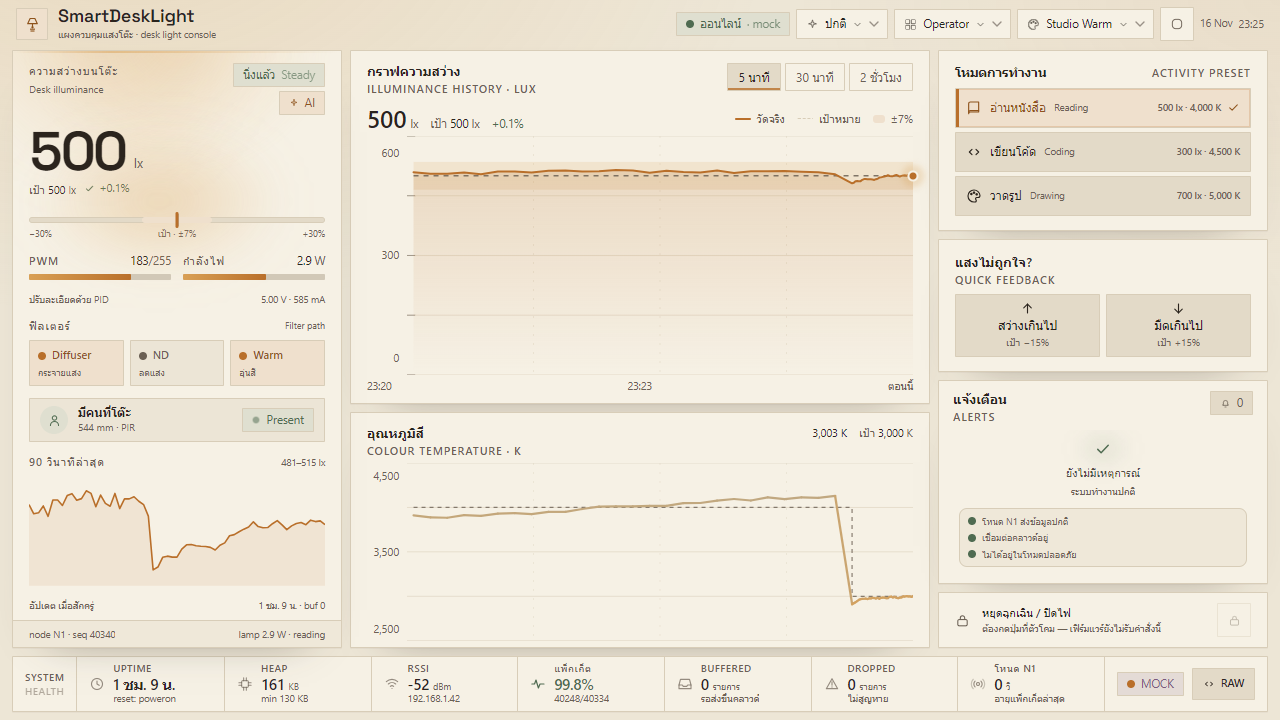 SmartDeskLight
แผงควบคุมแสงโต๊ะ · desk light console
ออนไลน์ · mock
ปกติ
Operator
Studio Warm
16 Nov 23:25
ความสว่างบนโต๊ะ
Desk illuminance
นิ่งแล้ว Steady
AI
500 lx
เป้า 500 lx +0.1%
−30% เป้า · ±7% +30%
PWM 183/255
กำลังไฟ 2.9 W
ปรับละเอียดด้วย PID 5.00 V · 585 mA
ฟิลเตอร์ Filter path
Diffuser
กระจายแสง
ND
ลดแสง
Warm
อุ่นสี
มีคนที่โต๊ะ
544 mm · PIR
Present
90 วินาทีล่าสุด 481–515 lx
อัปเดต เมื่อสักครู่ 1 ชม. 9 น. · buf 0
node N1 · seq 40340 lamp 2.9 W · reading
กราฟความสว่าง
ILLUMINANCE HISTORY · LUX
5 นาที 30 นาที 2 ชั่วโมง
500 lx เป้า 500 lx +0.1%
วัดจริง เป้าหมาย ±7%
600
300
0
23:20 23:23 ตอนนี้
อุณหภูมิสี
COLOUR TEMPERATURE · K
3,003 K เป้า 3,000 K
4,500
3,500
2,500
โหมดการทำงาน ACTIVITY PRESET
อ่านหนังสือ Reading 500 lx · 4,000 K
เขียนโค้ด Coding 300 lx · 4,500 K
วาดรูป Drawing 700 lx · 5,000 K
แสงไม่ถูกใจ?
QUICK FEEDBACK
สว่างเกินไป
เป้า −15%
มืดเกินไป
เป้า +15%
แจ้งเตือน
ALERTS
0
ยังไม่มีเหตุการณ์
ระบบทำงานปกติ
โหนด N1 ส่งข้อมูลปกติ
เชื่อมต่อคลาวด์อยู่
ไม่ได้อยู่ในโหมดปลอดภัย
หยุดฉุกเฉิน / ปิดไฟ
ต้องกดปุ่มที่ตัวโคม — เฟิร์มแวร์ยังไม่รับคำสั่งนี้
SYSTEM
HEALTH
UPTIME
1 ชม. 9 น.
reset: poweron
HEAP
161 KB
min 130 KB
RSSI
-52 dBm
192.168.1.42
แพ็กเก็ต
99.8%
40248/40334
BUFFERED
0 รายการ
รอส่งขึ้นคลาวด์
DROPPED
0 รายการ
ไม่สูญหาย
โหนด N1
0 วิ
อายุแพ็กเก็ตล่าสุด
MOCK
RAW